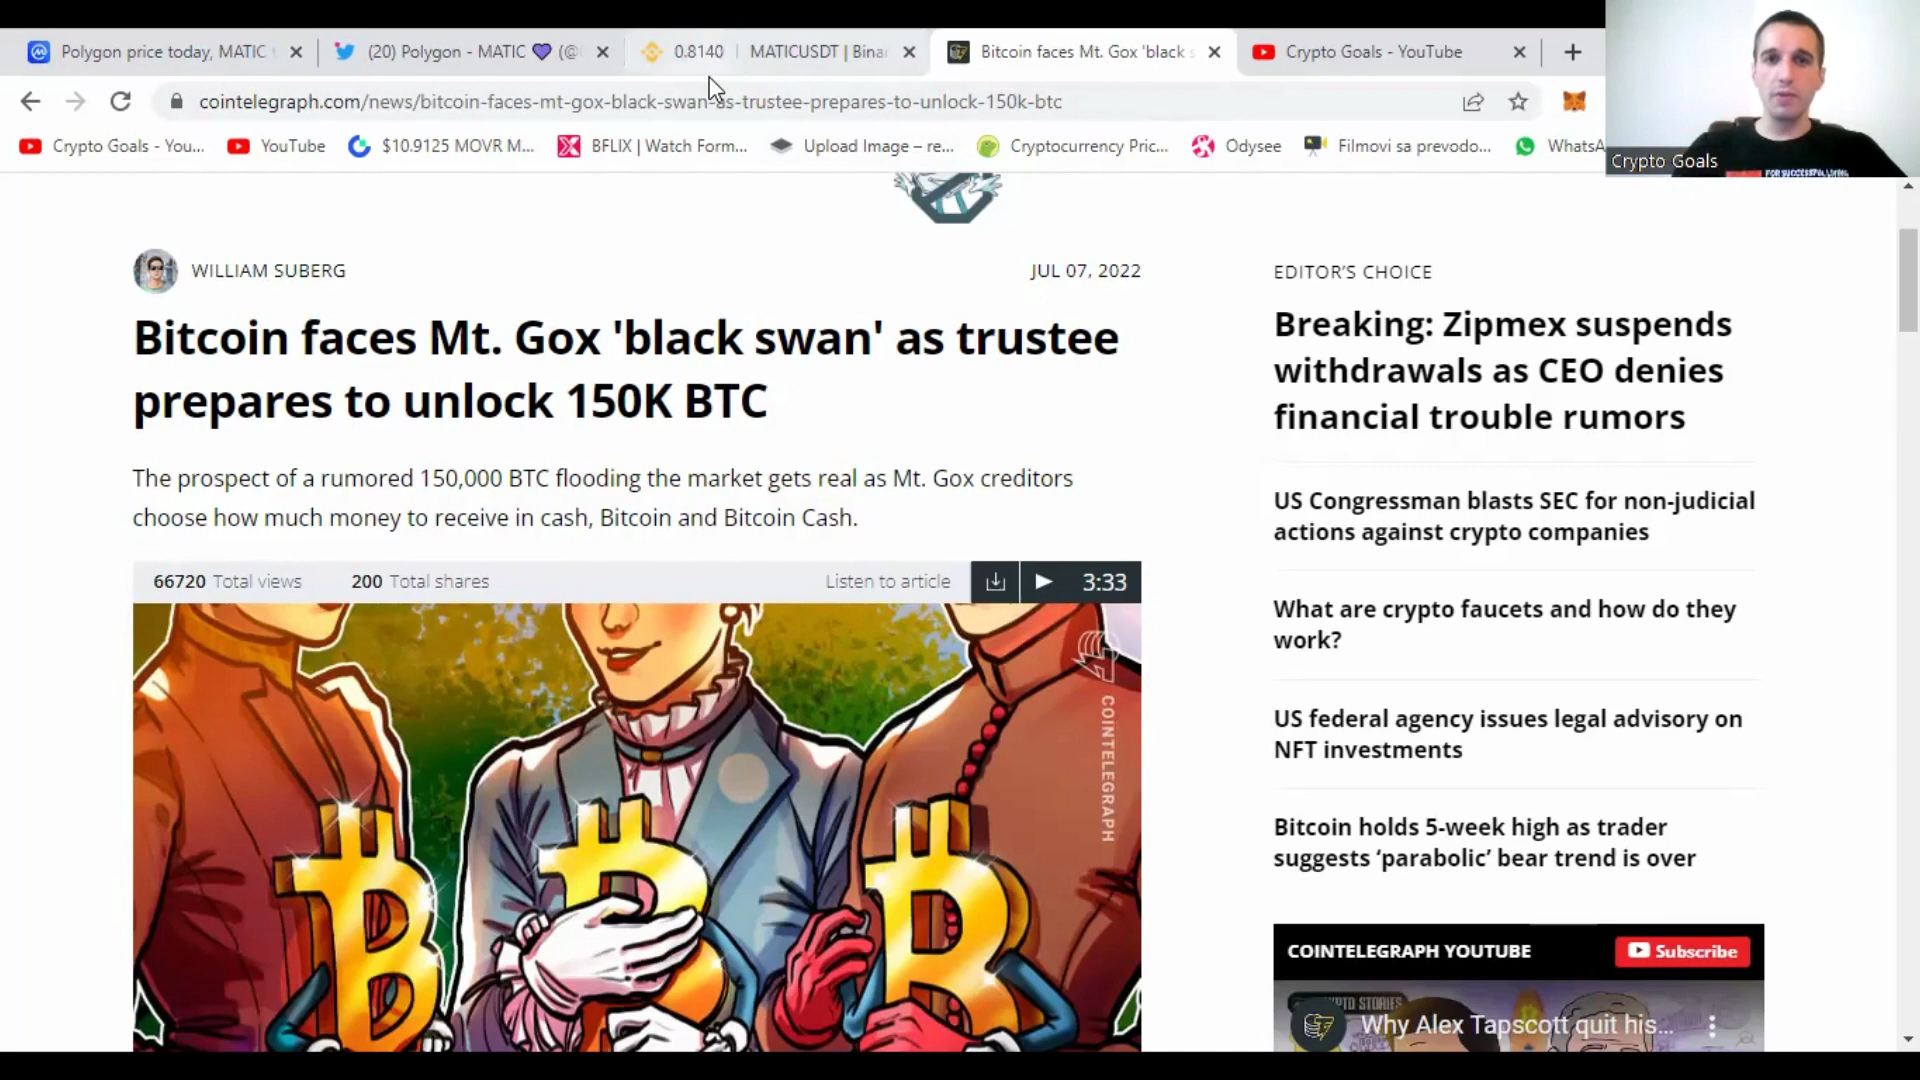 Polygon price today, MATIC
(20) Polygon - MATIC 💜 (@
0.8140 | MATICUSDT | Bina
Bitcoin faces Mt. Gox 'black s
Crypto Goals - YouTube
cointelegraph.com/news/bitcoin-faces-mt-gox-black-swan-as-trustee-prepares-to-unlock-150k-btc
Crypto Goals - You...
YouTube
$10.9125 MOVR M...
BFLIX | Watch Form...
Upload Image – re...
Cryptocurrency Pric...
Odysee
Filmovi sa prevodo...
WhatsA
Crypto Goals
FOR SUCCESSFUL LIVING
WILLIAM SUBERG
JUL 07, 2022
Bitcoin faces Mt. Gox 'black swan' as trustee
prepares to unlock 150K BTC
The prospect of a rumored 150,000 BTC flooding the market gets real as Mt. Gox creditors
choose how much money to receive in cash, Bitcoin and Bitcoin Cash.
66720 Total views
200 Total shares
Listen to article
3:33
COINTELEGRAPH
EDITOR'S CHOICE
Breaking: Zipmex suspends
withdrawals as CEO denies
financial trouble rumors
US Congressman blasts SEC for non-judicial
actions against crypto companies
What are crypto faucets and how do they
work?
US federal agency issues legal advisory on
NFT investments
Bitcoin holds 5-week high as trader
suggests ‘parabolic’ bear trend is over
COINTELEGRAPH YOUTUBE
Subscribe
Why Alex Tapscott quit his...